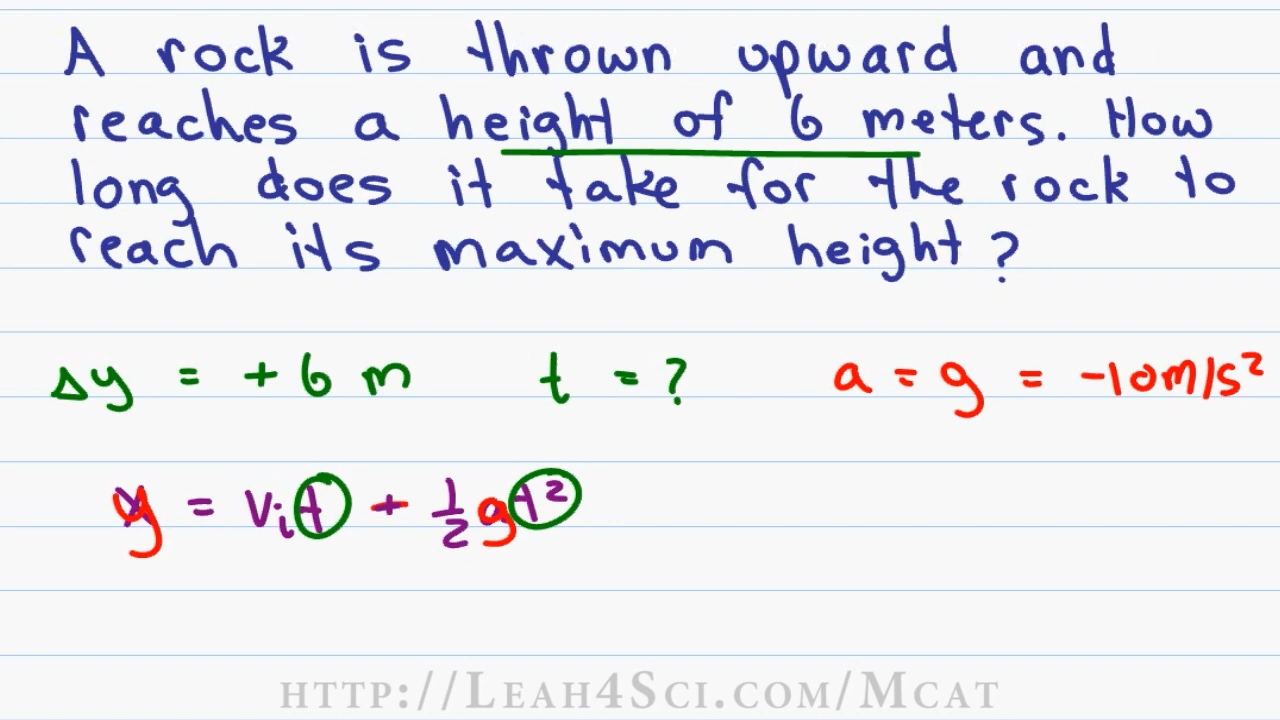 A rock is thrown upward and
reaches a height of 6 meters. How
long does it take for the rock to
reach its maximum height?
Δy = +6 m t = ? a = g = -10m/s²
y = vᵢt + ½gt²
HTTP://LEAH4SCI.COM/MCAT